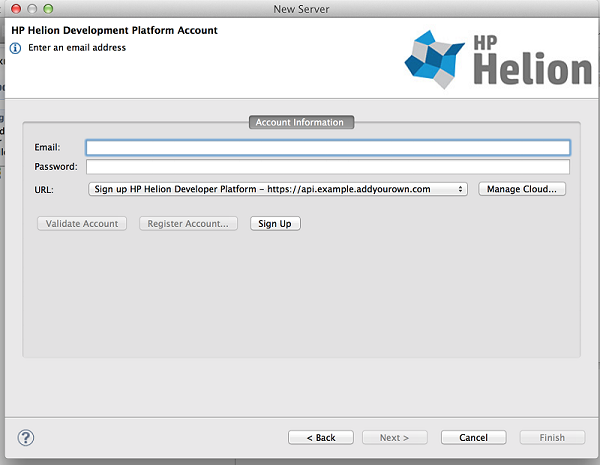 New Server
HP Helion Development Platform Account
Enter an email address
HP
Helion
Account Information
Email:
Password:
URL: Sign up HP Helion Developer Platform - https://api.example.addyourown.com Manage Cloud...
Validate Account Register Account... Sign Up
? < Back Next > Cancel Finish